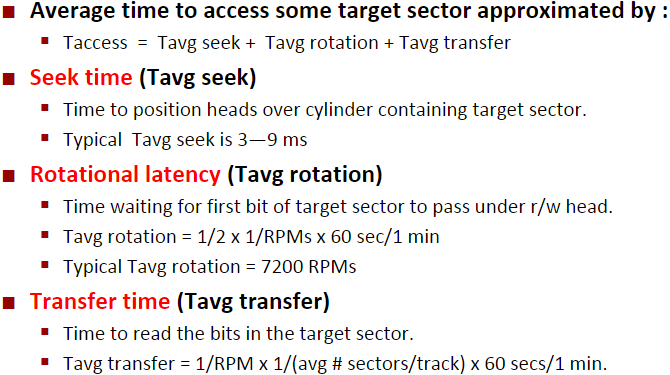 Average time to access some target sector approximated by :
Taccess = Tavg seek + Tavg rotation + Tavg transfer
Seek time (Tavg seek)
Time to position heads over cylinder containing target sector.
Typical Tavg seek is 3—9 ms
Rotational latency (Tavg rotation)
Time waiting for first bit of target sector to pass under r/w head.
Tavg rotation = 1/2 x 1/RPMs x 60 sec/1 min
Typical Tavg rotation = 7200 RPMs
Transfer time (Tavg transfer)
Time to read the bits in the target sector.
Tavg transfer = 1/RPM x 1/(avg # sectors/track) x 60 secs/1 min.